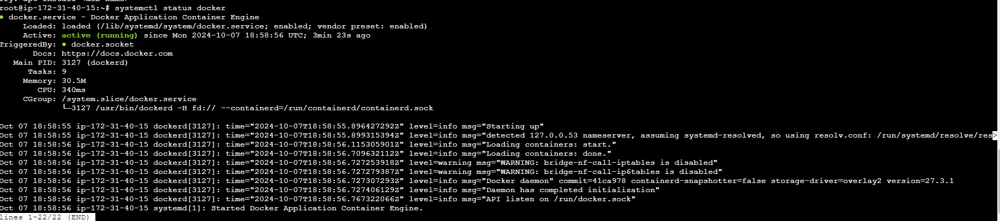 root@ip-172-31-40-15:~# systemctl status docker
● docker.service - Docker Application Container Engine
     Loaded: loaded (/lib/systemd/system/docker.service; enabled; vendor preset: enabled)
     Active: active (running) since Mon 2024-10-07 18:58:56 UTC; 3min 23s ago
TriggeredBy: ● docker.socket
       Docs: https://docs.docker.com
   Main PID: 3127 (dockerd)
      Tasks: 9
     Memory: 30.5M
        CPU: 340ms
     CGroup: /system.slice/docker.service
             └─3127 /usr/bin/dockerd -H fd:// --containerd=/run/containerd/containerd.sock
Oct 07 18:58:55 ip-172-31-40-15 dockerd[3127]: time="2024-10-07T18:58:55.896427292Z" level=info msg="Starting up"
Oct 07 18:58:55 ip-172-31-40-15 dockerd[3127]: time="2024-10-07T18:58:55.899315394Z" level=info msg="detected 127.0.0.53 nameserver, assuming systemd-resolved, so using resolv.conf: /run/systemd/resolve/res>
Oct 07 18:58:56 ip-172-31-40-15 dockerd[3127]: time="2024-10-07T18:58:56.115305901Z" level=info msg="Loading containers: start."
Oct 07 18:58:56 ip-172-31-40-15 dockerd[3127]: time="2024-10-07T18:58:56.709632112Z" level=info msg="Loading containers: done."
Oct 07 18:58:56 ip-172-31-40-15 dockerd[3127]: time="2024-10-07T18:58:56.727253918Z" level=warning msg="WARNING: bridge-nf-call-iptables is disabled"
Oct 07 18:58:56 ip-172-31-40-15 dockerd[3127]: time="2024-10-07T18:58:56.727279387Z" level=warning msg="WARNING: bridge-nf-call-ip6tables is disabled"
Oct 07 18:58:56 ip-172-31-40-15 dockerd[3127]: time="2024-10-07T18:58:56.727307293Z" level=info msg="Docker daemon" commit=41ca978 containerd-snapshotter=false storage-driver=overlay2 version=27.3.1
Oct 07 18:58:56 ip-172-31-40-15 dockerd[3127]: time="2024-10-07T18:58:56.727406129Z" level=info msg="Daemon has completed initialization"
Oct 07 18:58:56 ip-172-31-40-15 dockerd[3127]: time="2024-10-07T18:58:56.767322066Z" level=info msg="API listen on /run/docker.sock"
Oct 07 18:58:56 ip-172-31-40-15 systemd[1]: Started Docker Application Container Engine.
lines 1-22/22 (END)